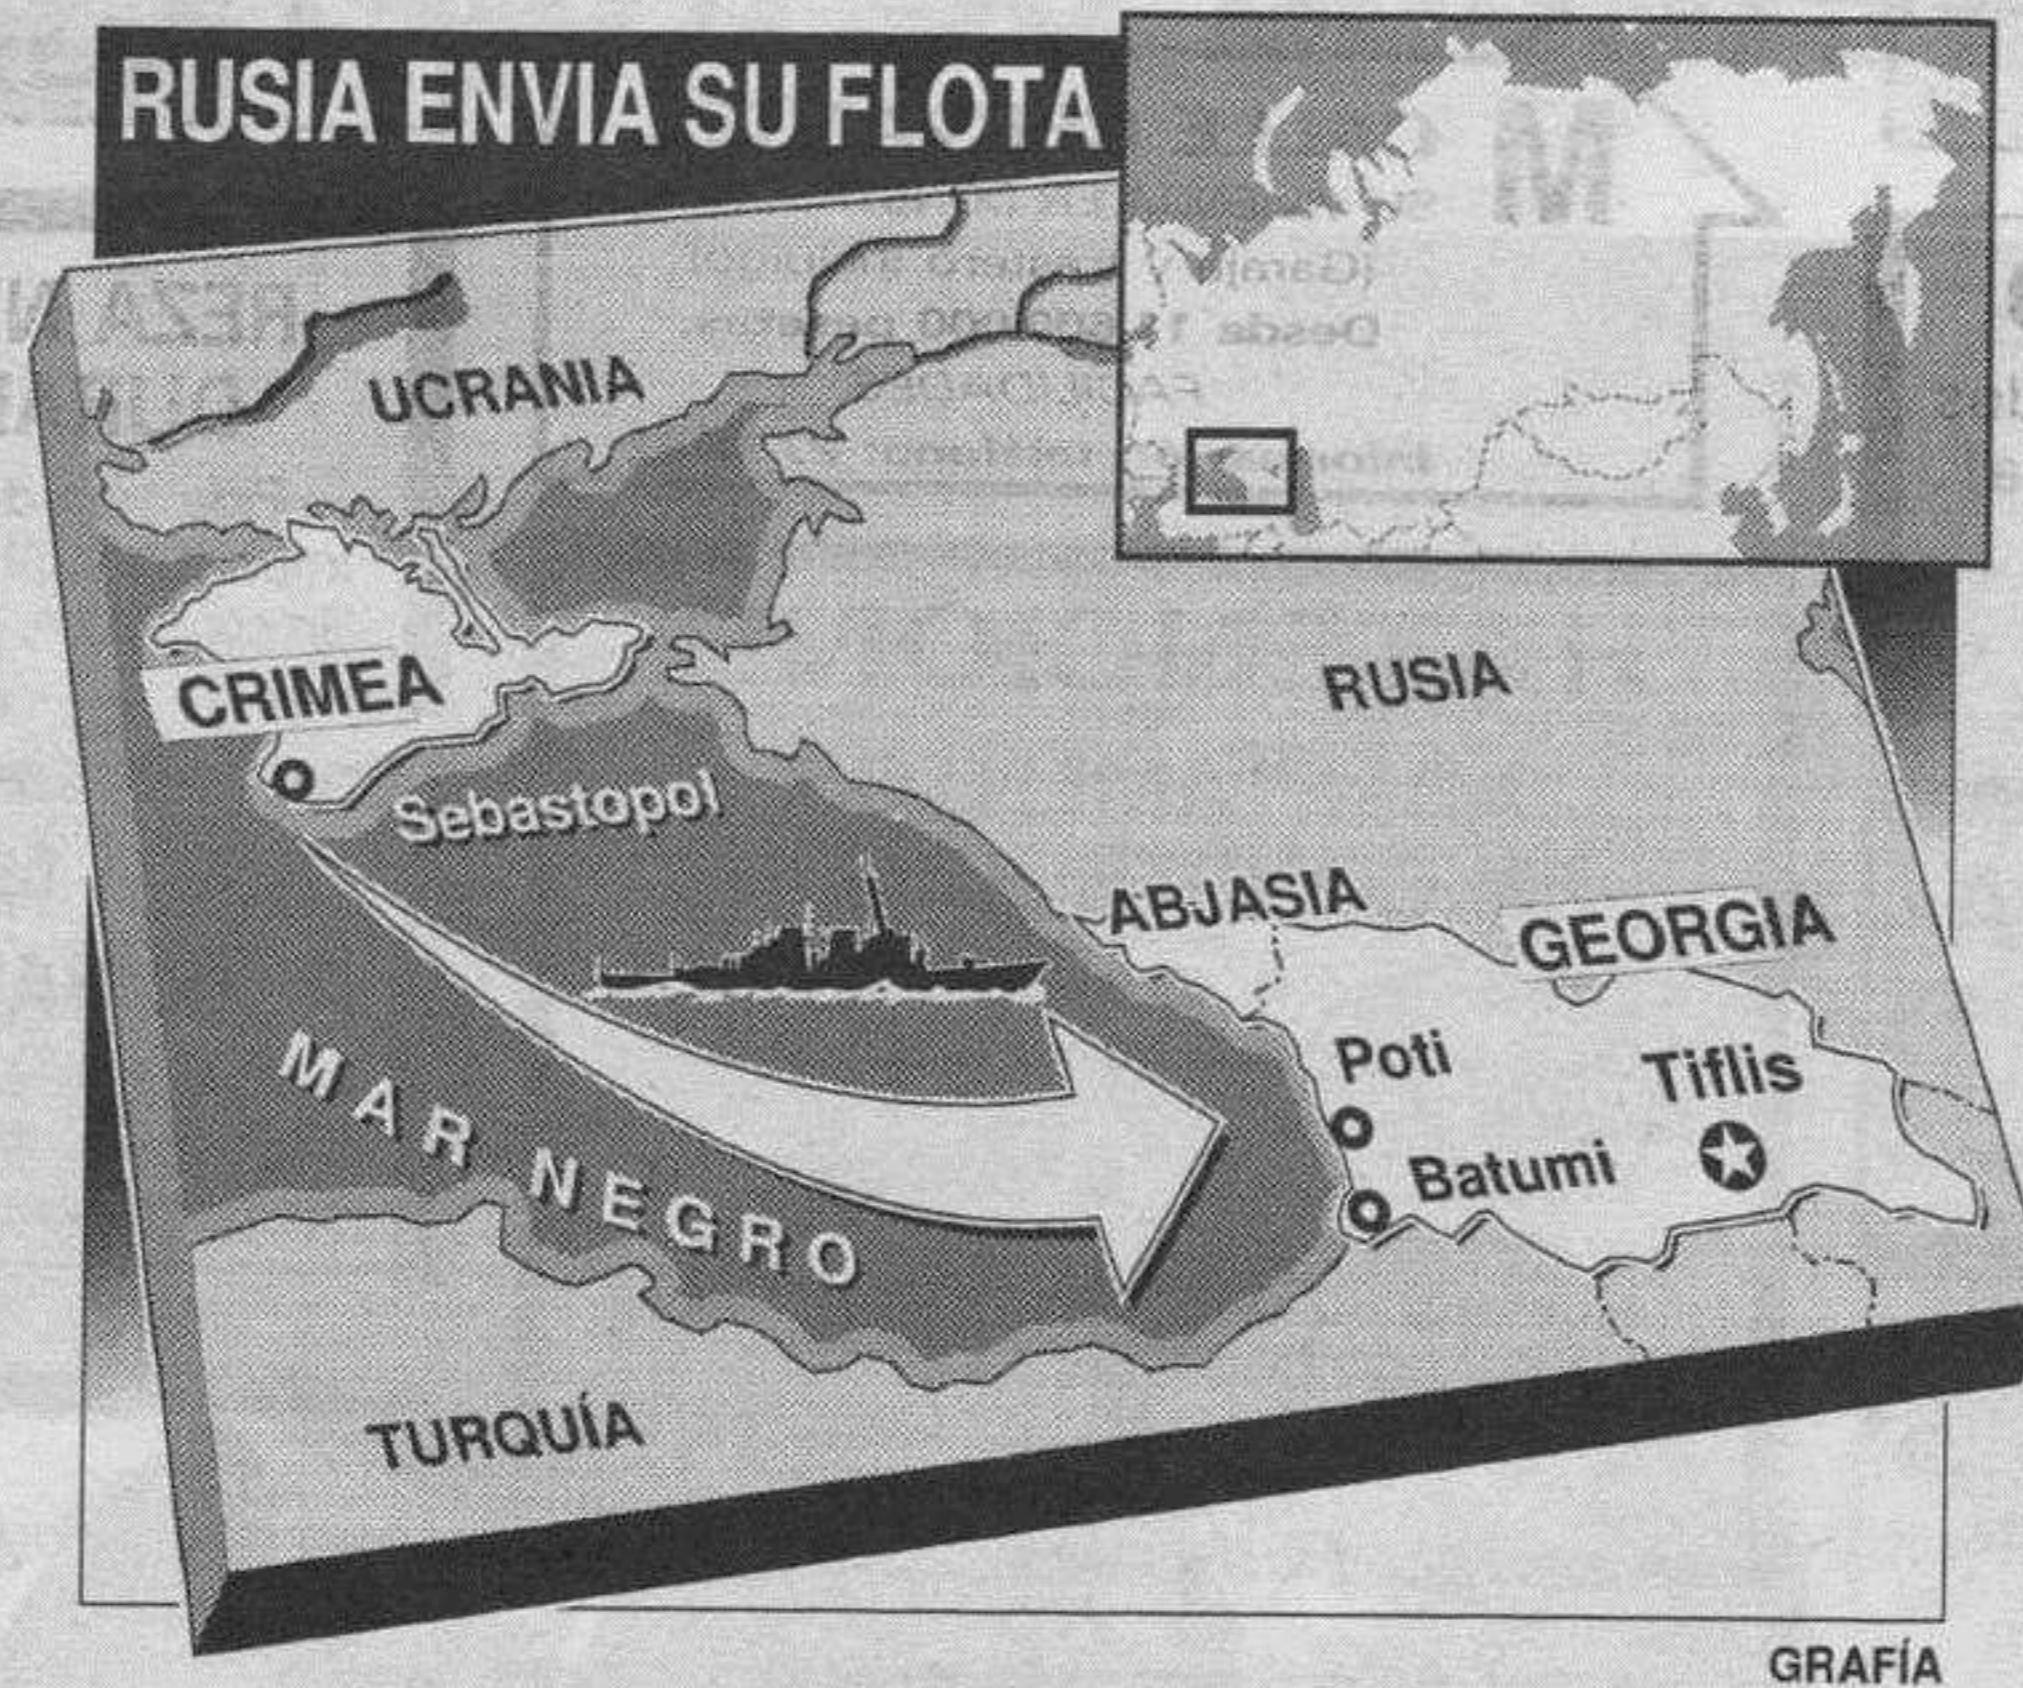 RUSIA ENVIA SU FLOTA
UCRANIA
CRIMEA
RUSIA
Sebastopol
ABJASIA
GEORGIA
Poti
Tiflis
Batumi
MAR NEGRO
TURQUÍA
GRAFÍA